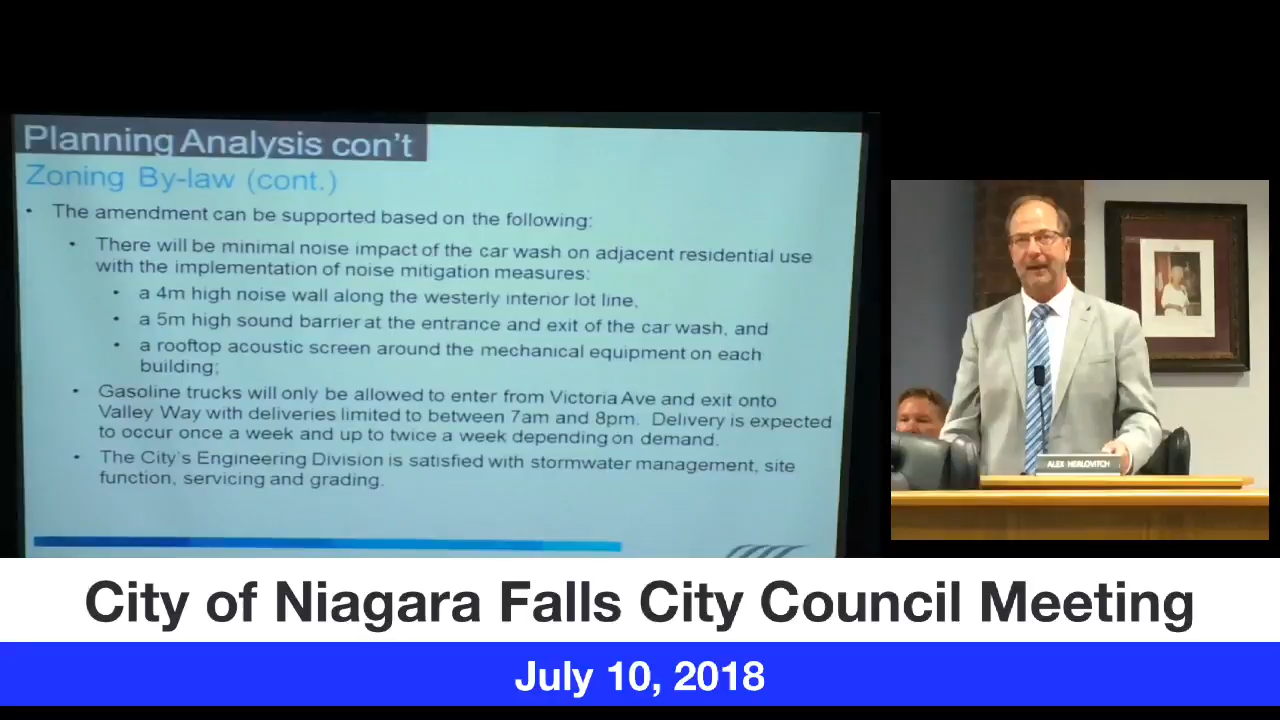 Planning Analysis con't
Zoning By-law (cont.)
• The amendment can be supported based on the following:
• There will be minimal noise impact of the car wash on adjacent residential use
with the implementation of noise mitigation measures:
• a 4m high noise wall along the westerly interior lot line,
• a 5m high sound barrier at the entrance and exit of the car wash, and
• a rooftop acoustic screen around the mechanical equipment on each
building;
• Gasoline trucks will only be allowed to enter from Victoria Ave and exit onto
Valley Way with deliveries limited to between 7am and 8pm. Delivery is expected
to occur once a week and up to twice a week depending on demand.
• The City's Engineering Division is satisfied with stormwater management, site
function, servicing and grading.
ALEX HERLOVITCH
City of Niagara Falls City Council Meeting
July 10, 2018